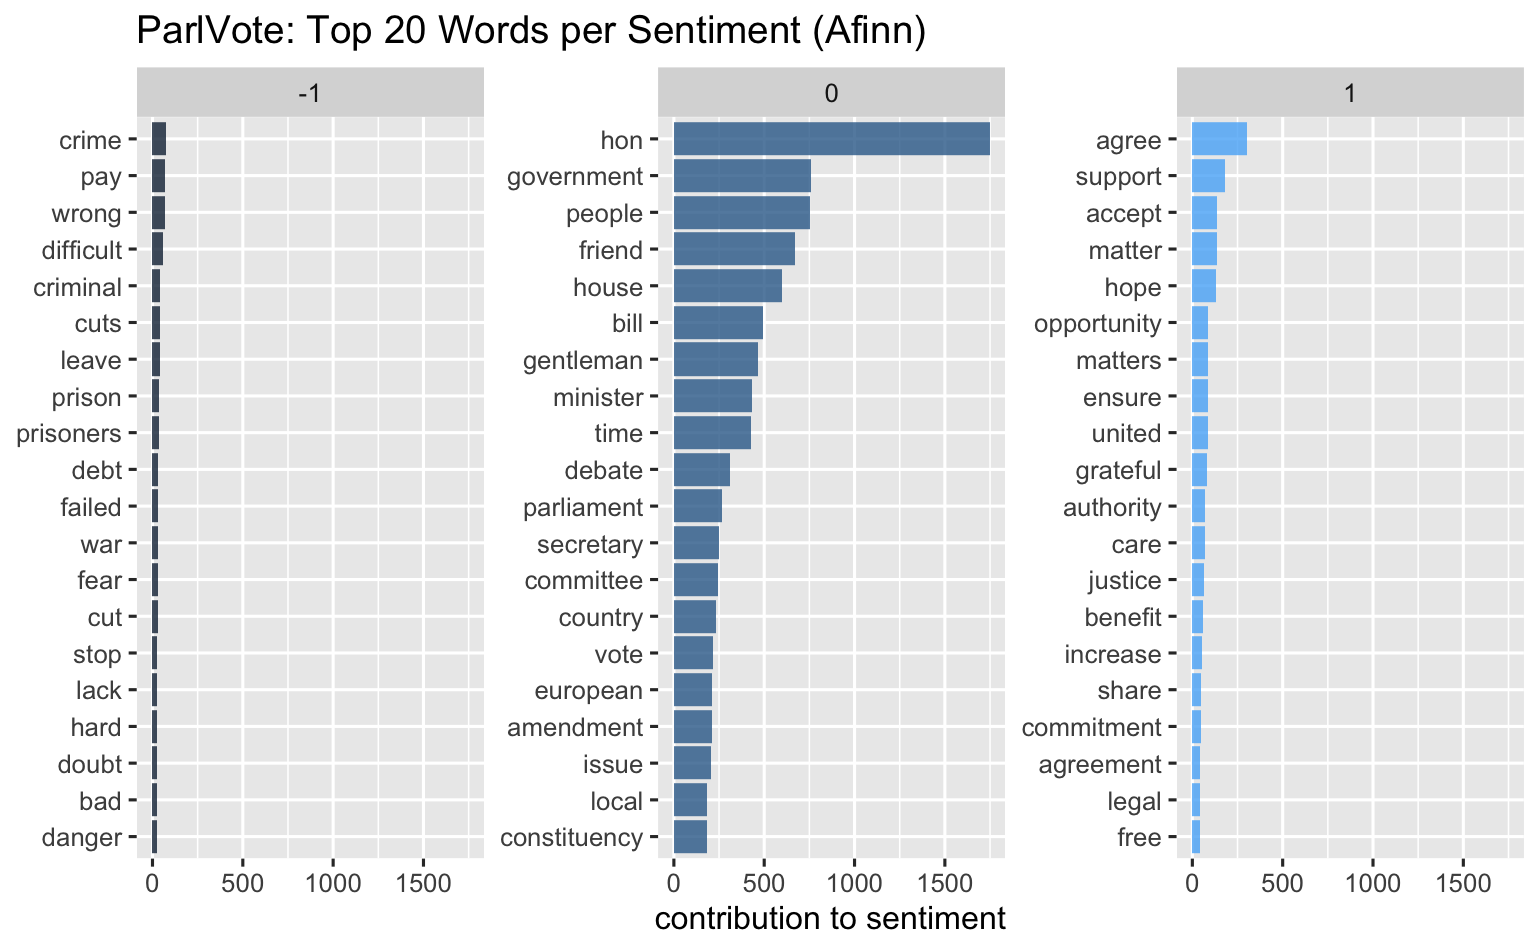 ParlVote: Top 20 Words per Sentiment (Afinn)
-1
crime
pay
wrong
difficult
criminal
cuts
leave
prison
prisoners
debt
failed
war
fear
cut
stop
lack
hard
doubt
bad
danger
0 500 1000 1500
0
hon
government
people
friend
house
bill
gentleman
minister
time
debate
parliament
secretary
committee
country
vote
european
amendment
issue
local
constituency
0 500 1000 1500
1
agree
support
accept
matter
hope
opportunity
matters
ensure
united
grateful
authority
care
justice
benefit
increase
share
commitment
agreement
legal
free
0 500 1000 1500
contribution to sentiment